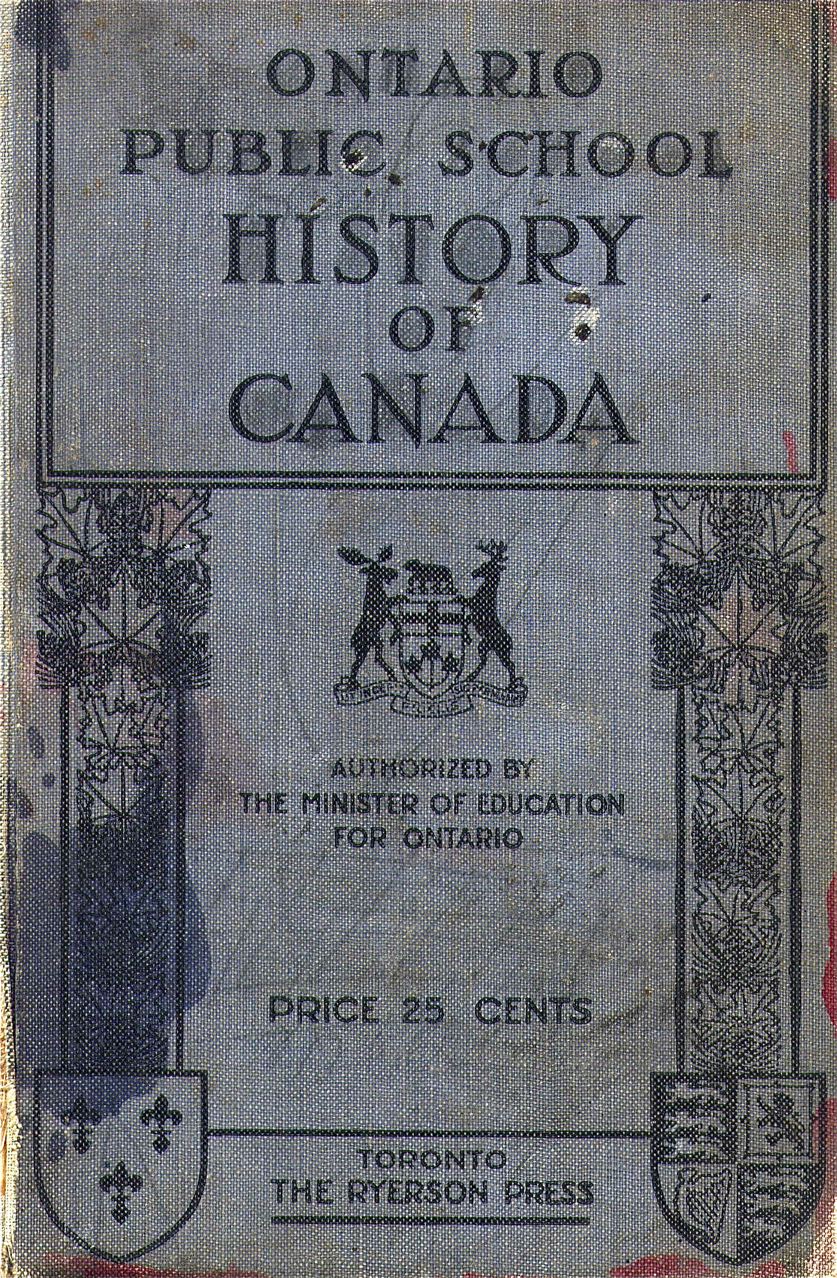 ONTARIO
PUBLIC SCHOOL
HISTORY
OF
CANADA
AUTHORIZED BY
THE MINISTER OF EDUCATION
FOR ONTARIO
PRICE 25 CENTS
TORONTO
THE RYERSON PRESS